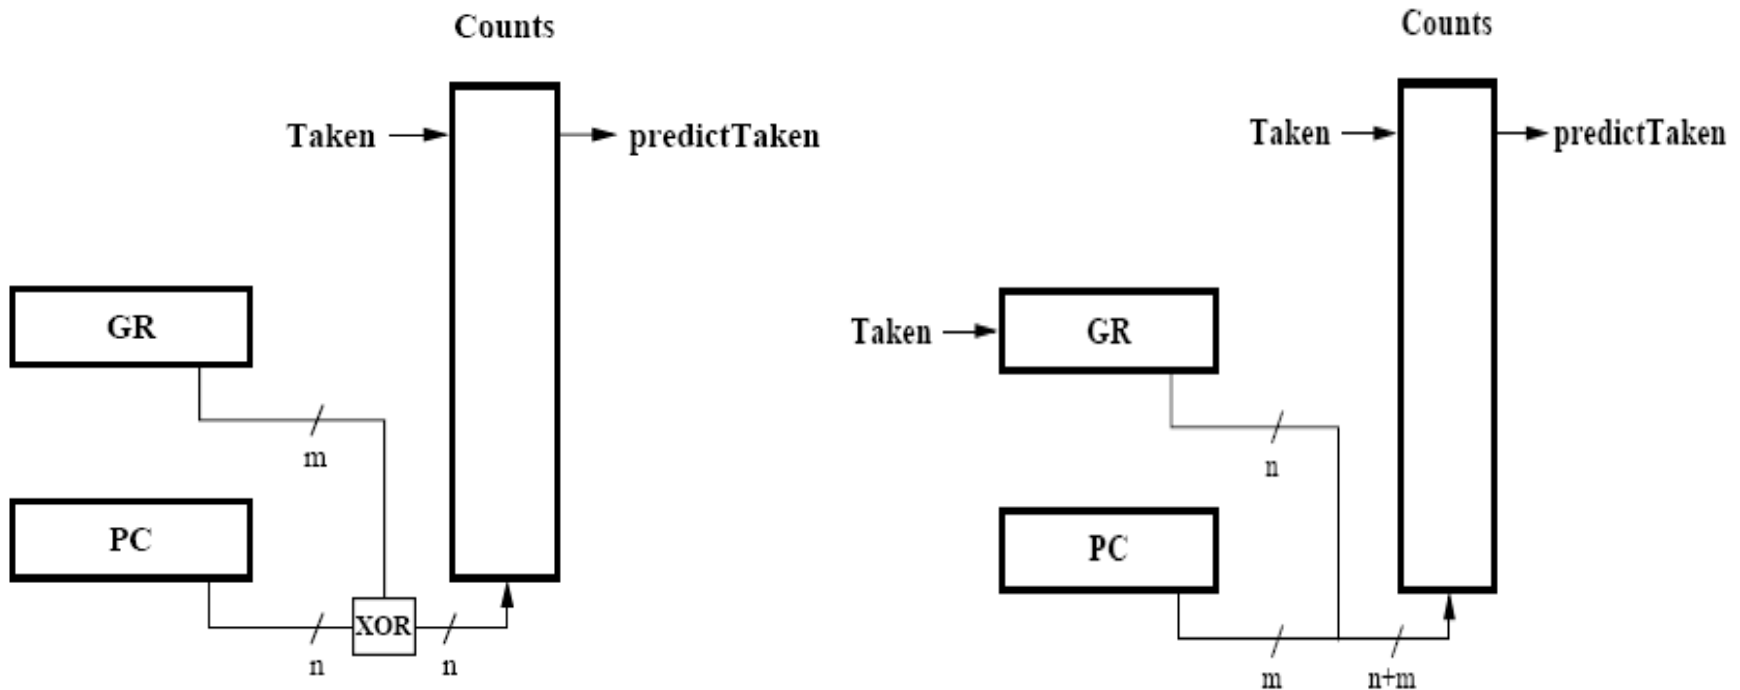 Counts
Taken
predictTaken
GR
m
PC
XOR
n
n
Counts
Taken
predictTaken
Taken
GR
n
PC
m
n+m